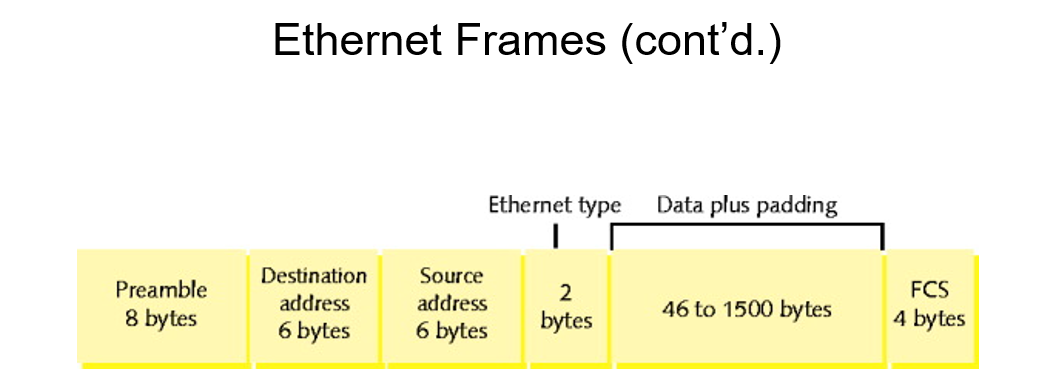 Ethernet Frames (cont’d.)
Ethernet type
Data plus padding
Preamble
8 bytes
Destination
address
6 bytes
Source
address
6 bytes
2
bytes
46 to 1500 bytes
FCS
4 bytes